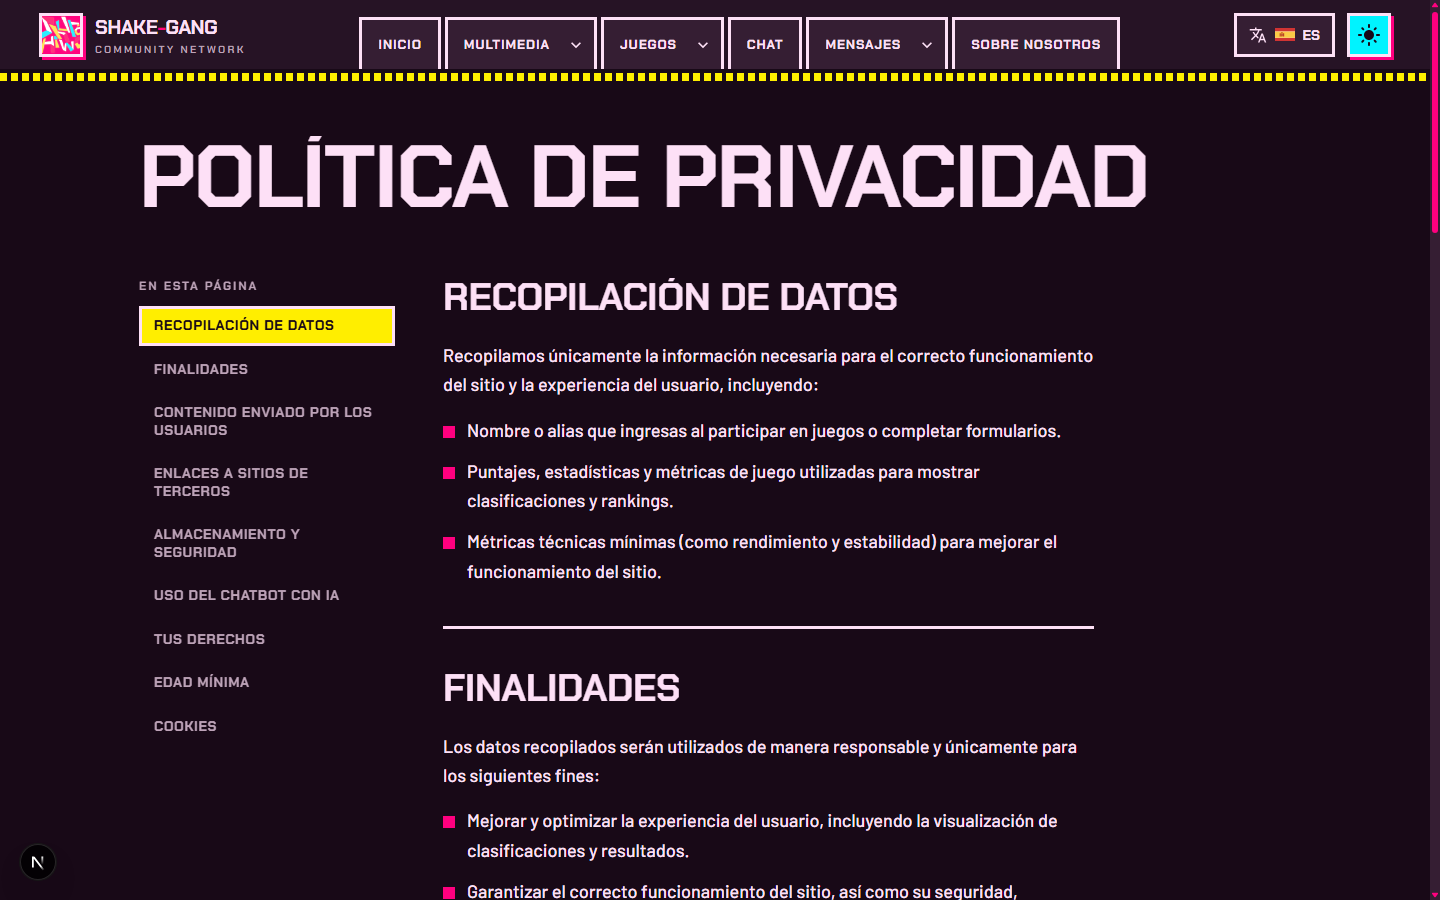 SHAKE-GANG
COMMUNITY NETWORK
INICIO
MULTIMEDIA
JUEGOS
CHAT
MENSAJES
SOBRE NOSOTROS
ES
POLÍTICA DE PRIVACIDAD
EN ESTA PÁGINA
RECOPILACIÓN DE DATOS
FINALIDADES
CONTENIDO ENVIADO POR LOS
USUARIOS
ENLACES A SITIOS DE
TERCEROS
ALMACENAMIENTO Y
SEGURIDAD
USO DEL CHATBOT CON IA
TUS DERECHOS
EDAD MÍNIMA
COOKIES
RECOPILACIÓN DE DATOS
Recopilamos únicamente la información necesaria para el correcto funcionamiento
del sitio y la experiencia del usuario, incluyendo:
Nombre o alias que ingresas al participar en juegos o completar formularios.
Puntajes, estadísticas y métricas de juego utilizadas para mostrar
clasificaciones y rankings.
Métricas técnicas mínimas (como rendimiento y estabilidad) para mejorar el
funcionamiento del sitio.
FINALIDADES
Los datos recopilados serán utilizados de manera responsable y únicamente para
los siguientes fines:
Mejorar y optimizar la experiencia del usuario, incluyendo la visualización de
clasificaciones y resultados.
Garantizar el correcto funcionamiento del sitio, así como su seguridad,
N